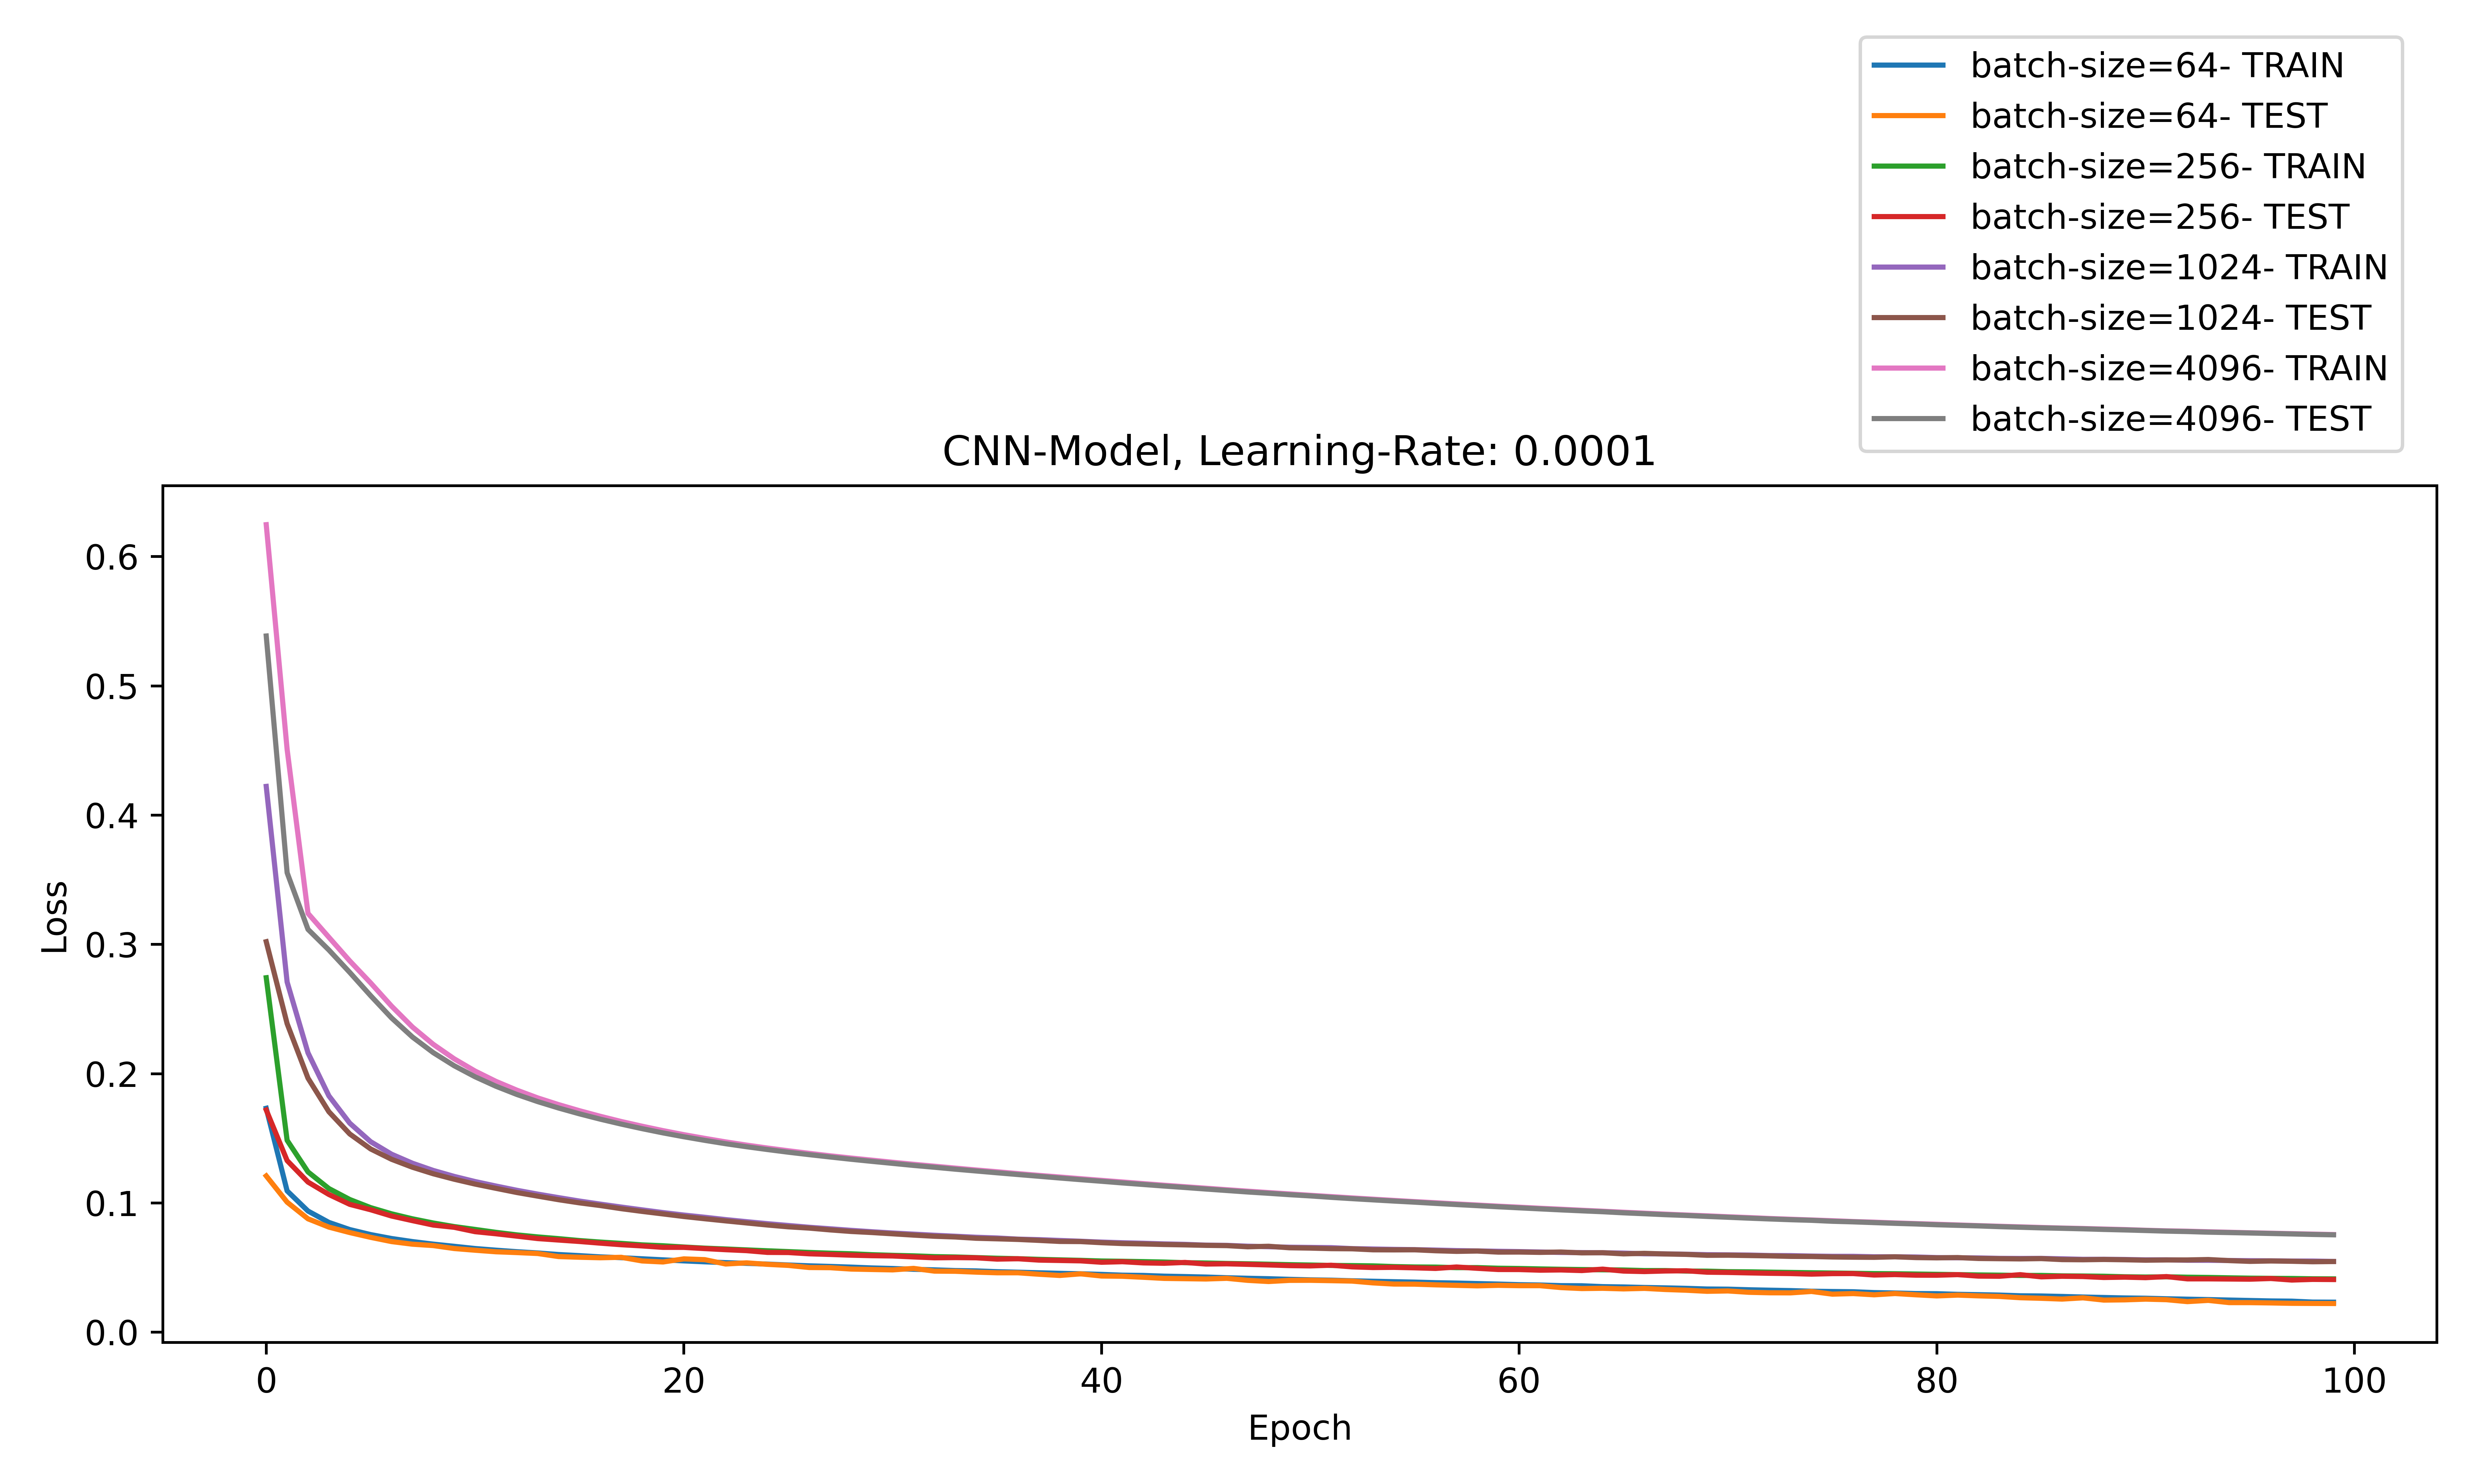 batch-size=64- TRAIN
batch-size=64- TEST
batch-size=256- TRAIN
batch-size=256- TEST
batch-size=1024- TRAIN
batch-size=1024- TEST
batch-size=4096- TRAIN
batch-size=4096- TEST
CNN-Model, Learning-Rate: 0.0001
0.6
0.5
0.4
0.3
0.2
0.1
0.0
Loss
0 20 40 60 80 100
Epoch